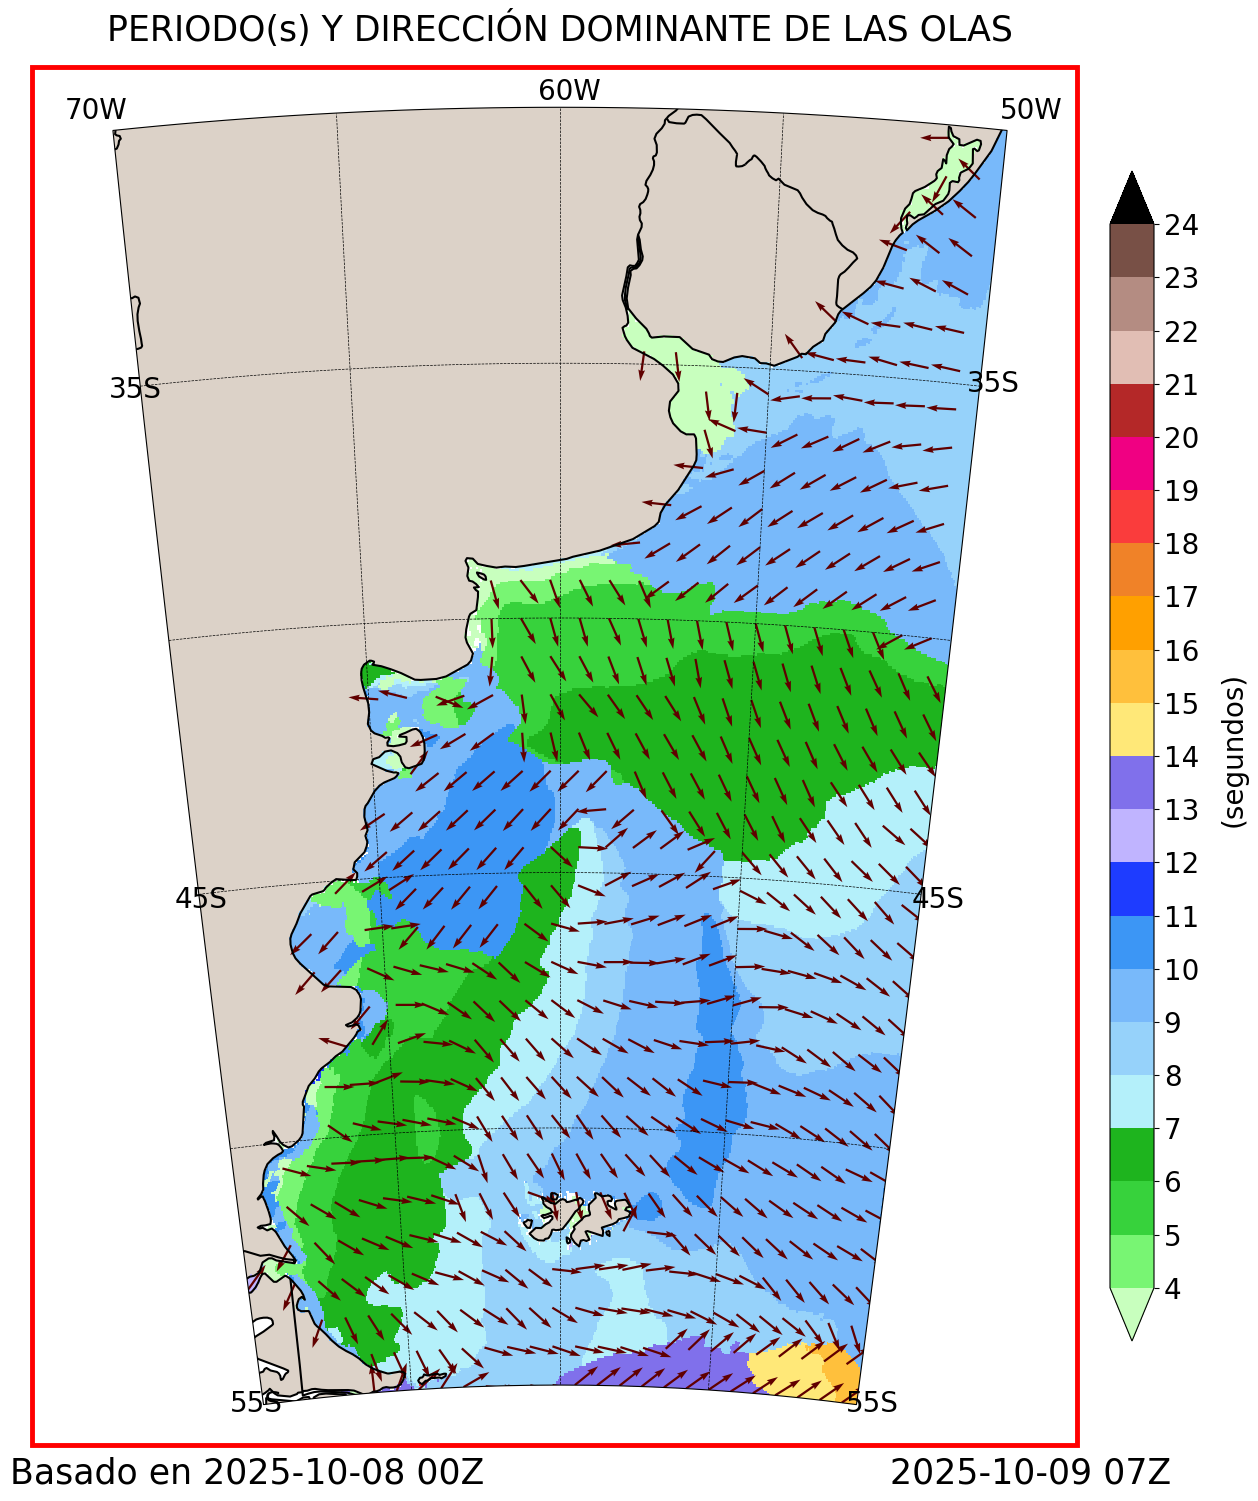 PERIODO(s) Y DIRECCIÓN DOMINANTE DE LAS OLAS
70W
60W
50W
35S
35S
45S
45S
55S
55S
24
23
22
21
20
19
18
17
16
15
14
13
12
11
10
9
8
7
6
5
4
(segundos)
Basado en 2025-10-08 00Z
2025-10-09 07Z